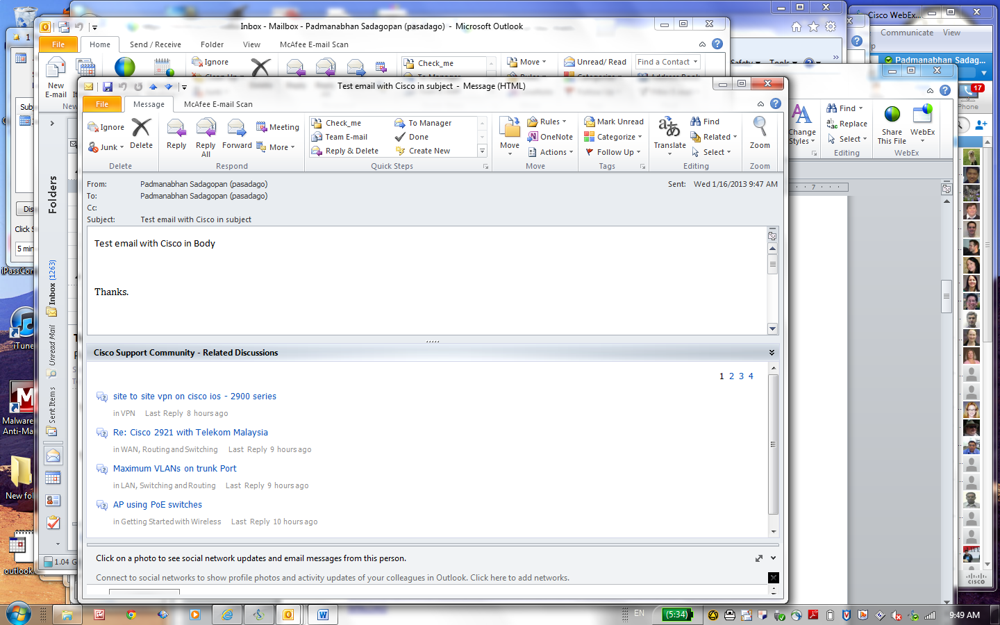 Inbox - Mailbox - Padmanabhan Sadagopan (pasadago) - Microsoft Outlook
File Home Send / Receive Folder View McAfee E-mail Scan
New E-mail
Ignore
Check_me
Move
Unread/ Read
Find a Contact
Safety Tools
Cisco WebEx...
Communicate View
Padmanabhan Sadag...
17
Phone
Test email with Cisco in subject - Message (HTML)
File Message McAfee E-mail Scan
Ignore
Junk
Delete
Delete
Reply
Reply All
Forward
Meeting
More
Respond
Check_me
Team E-mail
Reply & Delete
To Manager
Done
Create New
Quick Steps
Move
Rules
OneNote
Actions
Move
Mark Unread
Categorize
Follow Up
Tags
Translate
Find
Related
Select
Editing
Zoom
Zoom
Change Styles
Find
Replace
Select
Editing
Share This File
WebEx
WebEx
7
From: Padmanabhan Sadagopan (pasadago)
Sent: Wed 1/16/2013 9:47 AM
To: Padmanabhan Sadagopan (pasadago)
Cc:
Subject: Test email with Cisco in subject
Test email with Cisco in Body
Thanks.
Cisco Support Community - Related Discussions
1 2 3 4
site to site vpn on cisco ios - 2900 series
in VPN Last Reply 8 hours ago
Re: Cisco 2921 with Telekom Malaysia
in WAN, Routing and Switching Last Reply 9 hours ago
Maximum VLANs on trunk Port
in LAN, Switching and Routing Last Reply 9 hours ago
AP using PoE switches
in Getting Started with Wireless Last Reply 10 hours ago
Click on a photo to see social network updates and email messages from this person.
Connect to social networks to show profile photos and activity updates of your colleagues in Outlook. Click here to add networks.
1
Subj
Dis
Click S
5 min
iPassCon
iTune
Malware
Anti-Ma
New fol
outlook.
Folders
Inbox (1263)
Unread Mail
Sent Items
1.04 G
CISCO
EN
(5:34)
9:49 AM